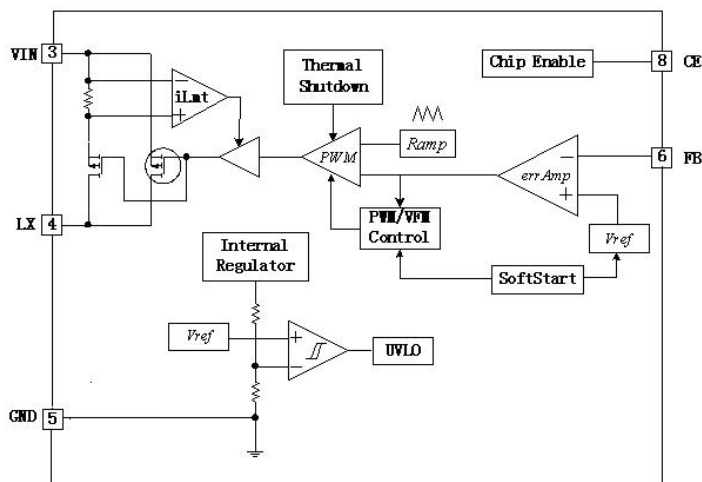 VIN 3
Thermal
Shutdown
Chip Enable
8 CE
iLmt
PWM
Ramp
6 FB
errAmp
LX 4
PWM/VFM
Control
Vref
Internal
Regulator
SoftStart
Vref
UVLO
GND 5